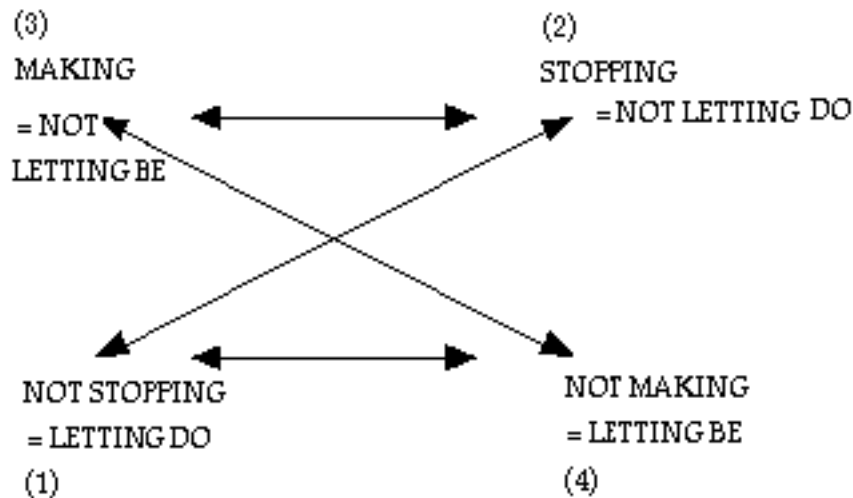 (3)
MAKING
= NOT
LETTING BE
(2)
STOPPING
= NOT LETTING DO
NOT STOPPING
= LETTING DO
(1)
NOT MAKING
= LETTING BE
(4)